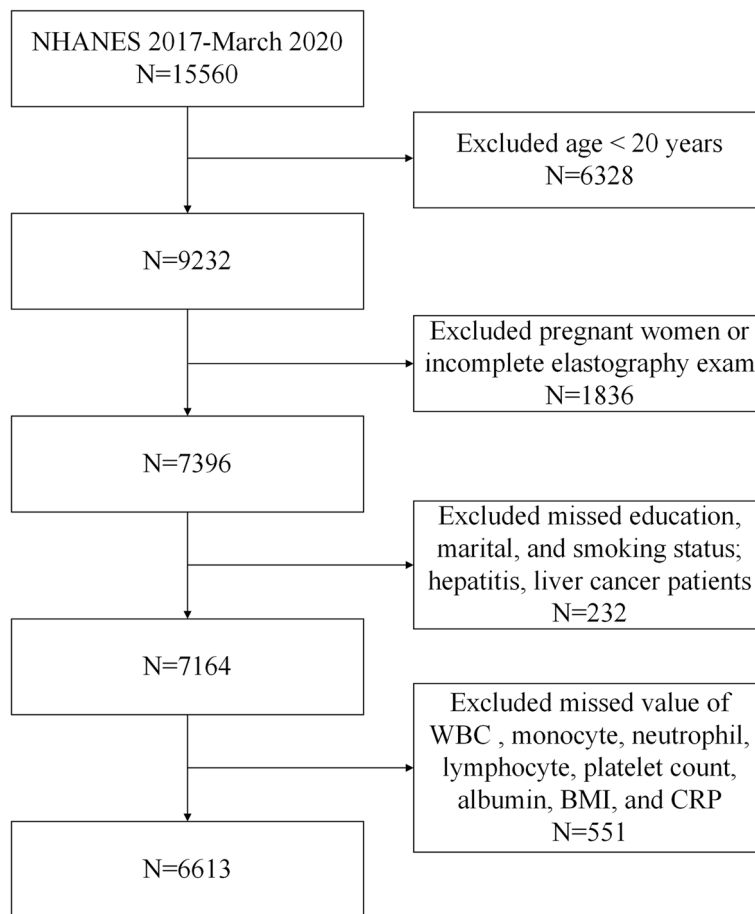 NHANES 2017-March 2020
N=15560
Excluded age < 20 years
N=6328
N=9232
Excluded pregnant women or
incomplete elastography exam
N=1836
N=7396
Excluded missed education,
marital, and smoking status;
hepatitis, liver cancer patients
N=232
N=7164
Excluded missed value of
WBC , monocyte, neutrophil,
lymphocyte, platelet count,
albumin, BMI, and CRP
N=551
N=6613